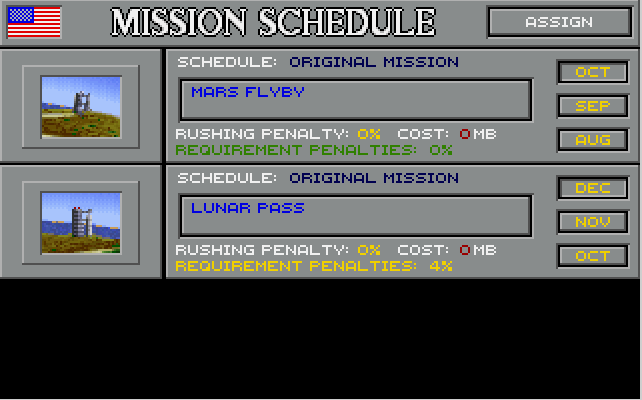 MISSION SCHEDULE
ASSIGN
SCHEDULE: ORIGINAL MISSION
MARS FLYBY
RUSHING PENALTY: 0% COST: 0 MB
REQUIREMENT PENALTIES: 0%
OCT
SEP
AUG
SCHEDULE: ORIGINAL MISSION
LUNAR PASS
RUSHING PENALTY: 0% COST: 0 MB
REQUIREMENT PENALTIES: 4%
DEC
NOV
OCT